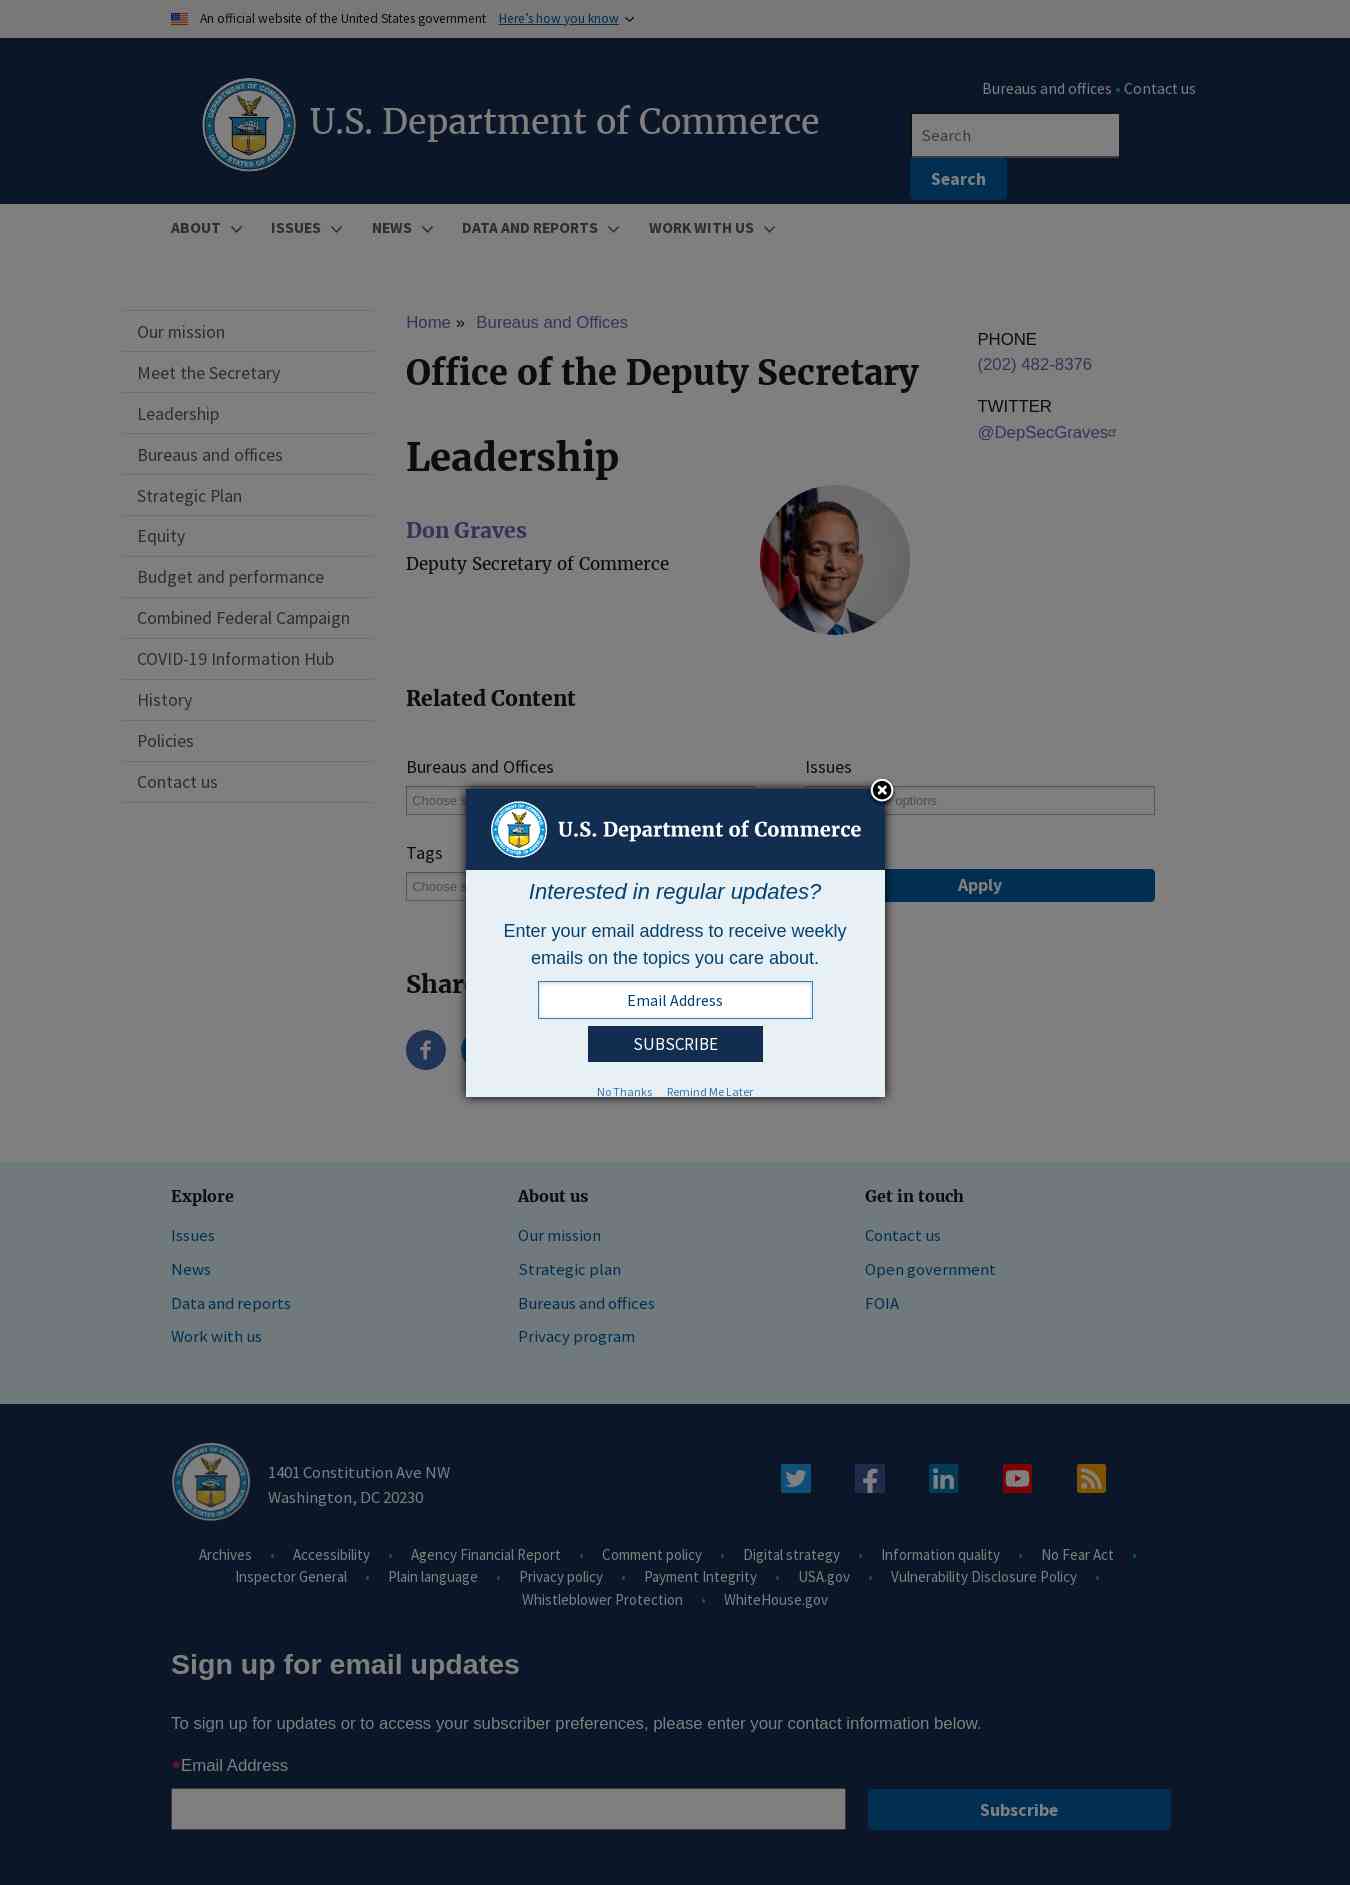 An official website of the United States government Here's how you know
U.S. Department of Commerce
Bureaus and offices • Contact us
Search
Search
ABOUT
ISSUES
NEWS
DATA AND REPORTS
WORK WITH US
Our mission
Meet the Secretary
Leadership
Bureaus and offices
Strategic Plan
Equity
Budget and performance
Combined Federal Campaign
COVID-19 Information Hub
History
Policies
Contact us
Home » Bureaus and Offices
Office of the Deputy Secretary
Leadership
Don Graves
Deputy Secretary of Commerce
PHONE
(202) 482-8376
TWITTER
@DepSecGraves
Related Content
Bureaus and Offices
Choose
Issues
options
Tags
Choose
Apply
Share
U.S. Department of Commerce
Interested in regular updates?
Enter your email address to receive weekly
emails on the topics you care about.
Email Address
SUBSCRIBE
No Thanks Remind Me Later
Explore
Issues
News
Data and reports
Work with us
About us
Our mission
Strategic plan
Bureaus and offices
Privacy program
Get in touch
Contact us
Open government
FOIA
1401 Constitution Ave NW
Washington, DC 20230
Archives • Accessibility • Agency Financial Report • Comment policy • Digital strategy • Information quality • No Fear Act •
Inspector General • Plain language • Privacy policy • Payment Integrity • USA.gov • Vulnerability Disclosure Policy •
Whistleblower Protection • WhiteHouse.gov
Sign up for email updates
To sign up for updates or to access your subscriber preferences, please enter your contact information below.
*Email Address
Subscribe